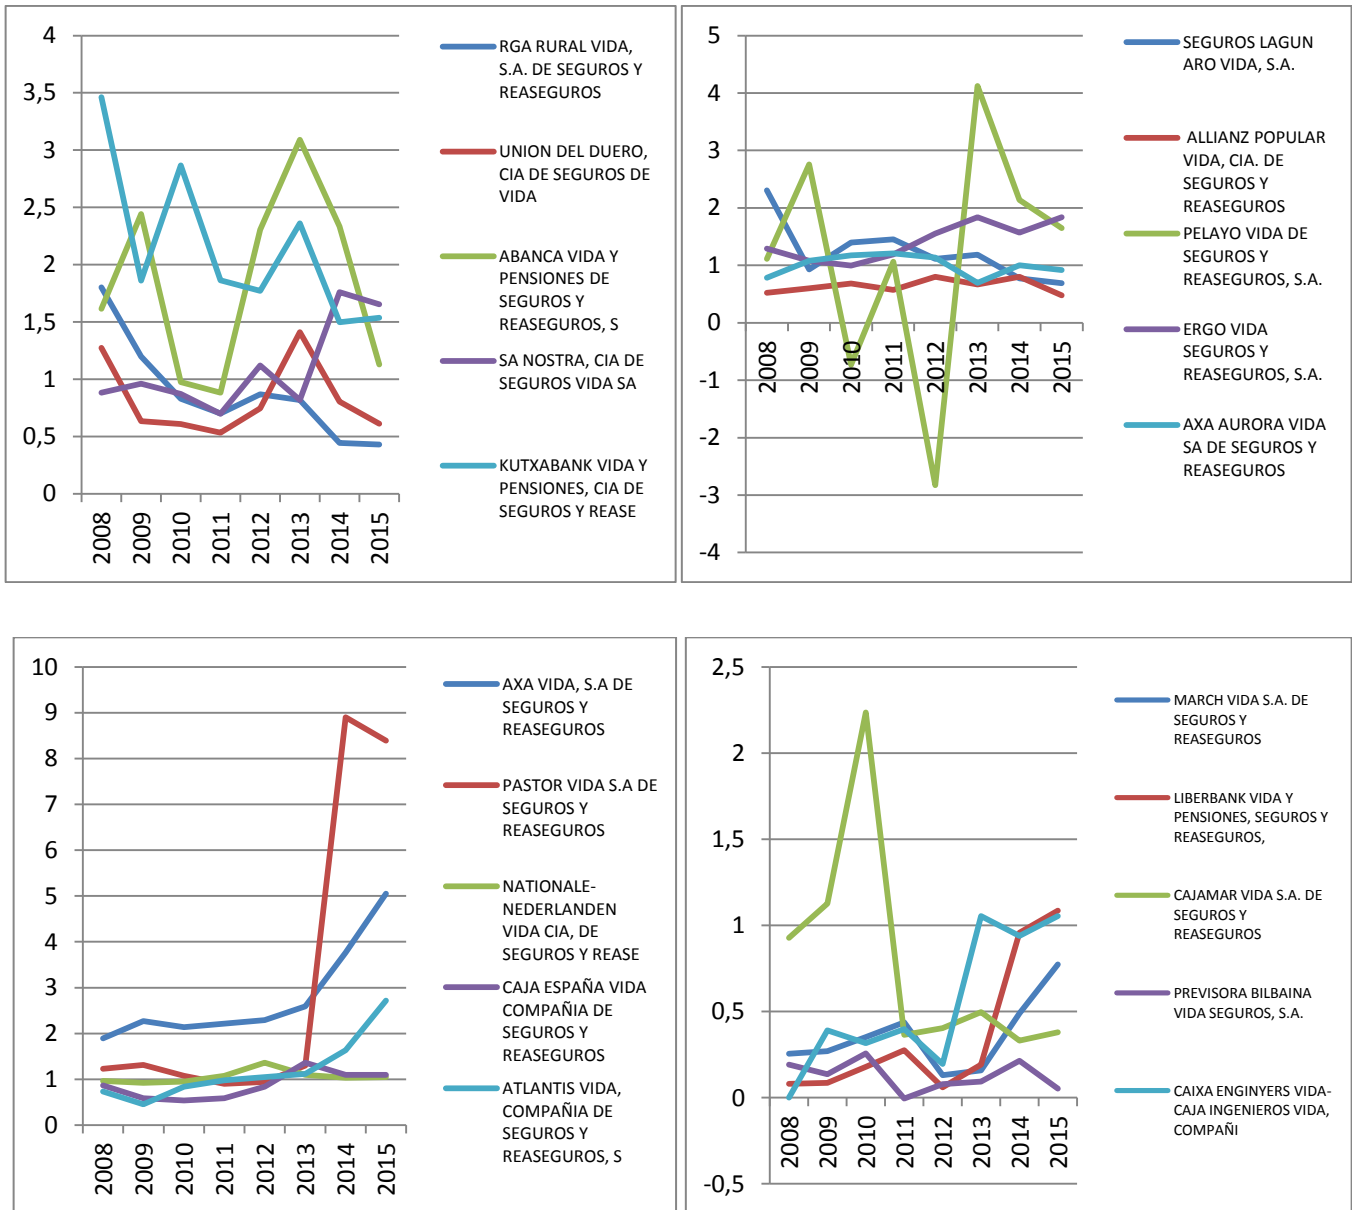 4
3,5
3
2,5
2
1,5
1
0,5
0
2008
2009
2010
2011
2012
2013
2014
2015
RGA RURAL VIDA,
S.A. DE SEGUROS Y
REASEGUROS
UNION DEL DUERO,
CIA DE SEGUROS DE
VIDA
ABANCA VIDA Y
PENSIONES DE
SEGUROS Y
REASEGUROS, S
SA NOSTRA, CIA DE
SEGUROS VIDA SA
KUTXABANK VIDA Y
PENSIONES, CIA DE
SEGUROS Y REASE
5
4
3
2
1
0
-1
-2
-3
-4
2008
2009
2010
2011
2012
2013
2014
2015
SEGUROS LAGUN
ARO VIDA, S.A.
ALLIANZ POPULAR
VIDA, CIA. DE
SEGUROS Y
REASEGUROS
PELAYO VIDA DE
SEGUROS Y
REASEGUROS, S.A.
ERGO VIDA
SEGUROS Y
REASEGUROS, S.A.
AXA AURORA VIDA
SA DE SEGUROS Y
REASEGUROS
10
9
8
7
6
5
4
3
2
1
0
2008
2009
2010
2011
2012
2013
2014
2015
AXA VIDA, S.A DE
SEGUROS Y
REASEGUROS
PASTOR VIDA S.A DE
SEGUROS Y
REASEGUROS
NATIONALE-
NEDERLANDEN
VIDA CIA, DE
SEGUROS Y REASE
CAJA ESPAÑA VIDA
COMPAÑIA DE
SEGUROS Y
REASEGUROS
ATLANTIS VIDA,
COMPAÑIA DE
SEGUROS Y
REASEGUROS, S
2,5
2
1,5
1
0,5
0
-0,5
2008
2009
2010
2011
2012
2013
2014
2015
MARCH VIDA S.A. DE
SEGUROS Y
REASEGUROS
LIBERBANK VIDA Y
PENSIONES, SEGUROS Y
REASEGUROS,
CAJAMAR VIDA S.A. DE
SEGUROS Y
REASEGUROS
PREVISORA BILBAINA
VIDA SEGUROS, S.A.
CAIXA ENGINYERS VIDA-
CAJA INGENIEROS VIDA,
COMPAÑI